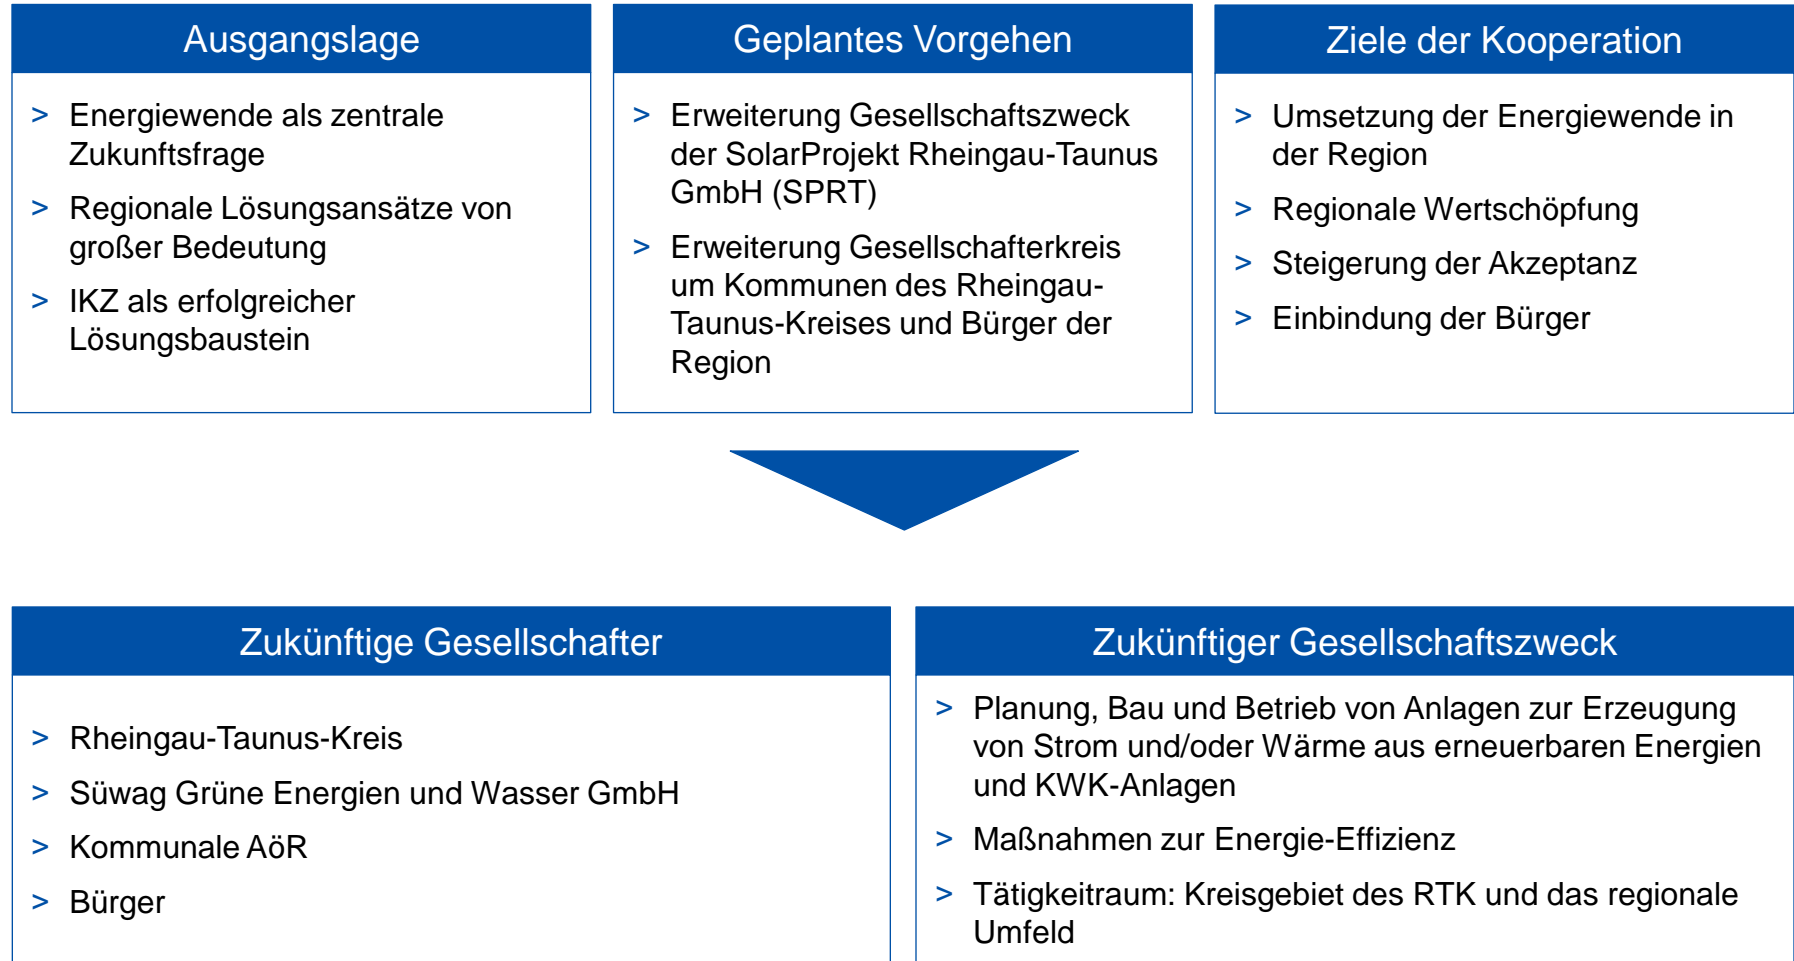 Ausgangslage
> Energiewende als zentrale
Zukunftsfrage
> Regionale Lösungsansätze von
großer Bedeutung
> IKZ als erfolgreicher
Lösungsbaustein
Geplantes Vorgehen
> Erweiterung Gesellschaftszweck
der SolarProjekt Rheingau-Taunus
GmbH (SPRT)
> Erweiterung Gesellschafterkreis
um Kommunen des Rheingau-
Taunus-Kreises und Bürger der
Region
Ziele der Kooperation
> Umsetzung der Energiewende in
der Region
> Regionale Wertschöpfung
> Steigerung der Akzeptanz
> Einbindung der Bürger
Zukünftige Gesellschafter
> Rheingau-Taunus-Kreis
> Süwag Grüne Energien und Wasser GmbH
> Kommunale AöR
> Bürger
Zukünftiger Gesellschaftszweck
> Planung, Bau und Betrieb von Anlagen zur Erzeugung
von Strom und/oder Wärme aus erneuerbaren Energien
und KWK-Anlagen
> Maßnahmen zur Energie-Effizienz
> Tätigkeitraum: Kreisgebiet des RTK und das regionale
Umfeld